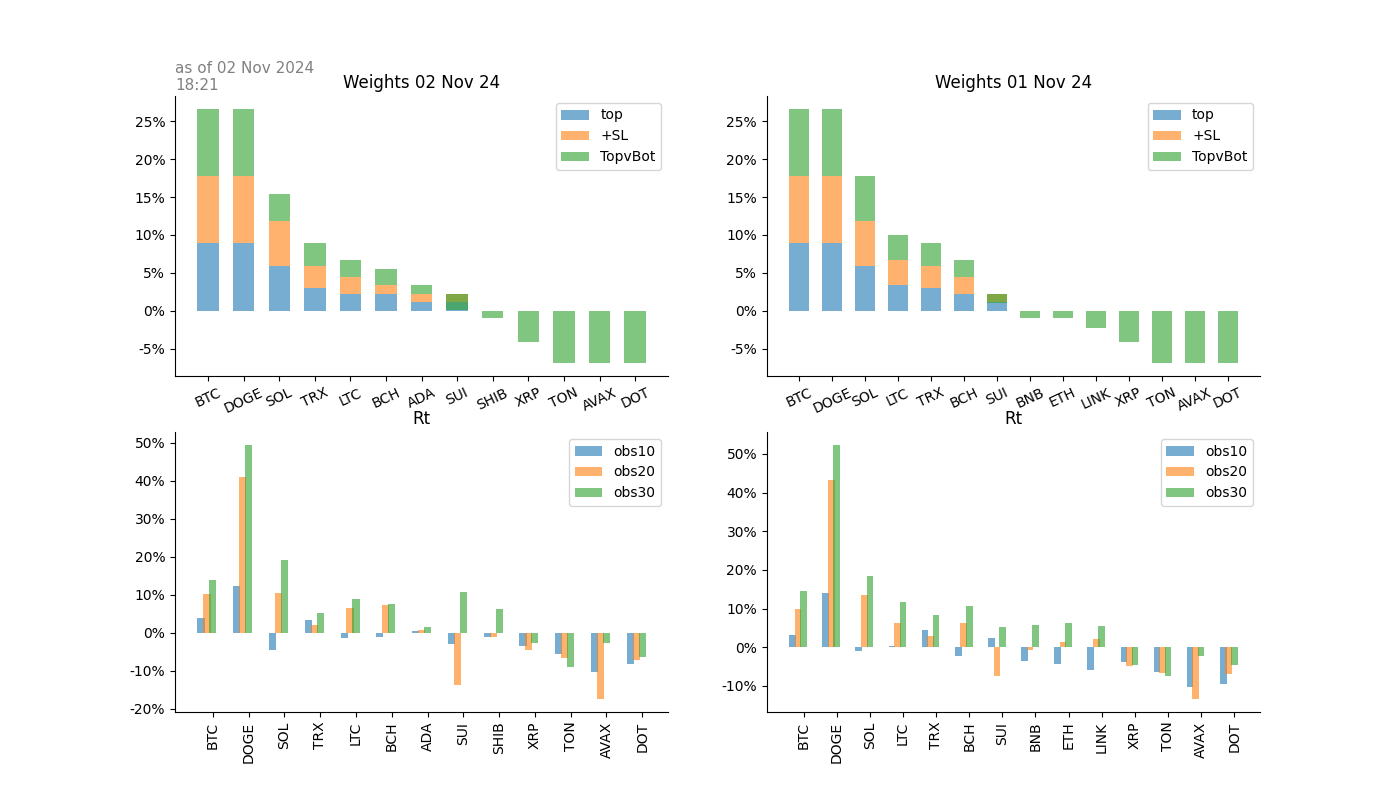 as of 02 Nov 2024
18:21
Weights 02 Nov 24
25%
20%
15%
10%
5%
0%
-5%
top
+SL
TopvBot
BTC DOGE SOL TRX LTC BCH ADA SUI SHIB XRP TON AVAX DOT
Weights 01 Nov 24
25%
20%
15%
10%
5%
0%
-5%
top
+SL
TopvBot
BTC DOGE SOL LTC TRX BCH SUI BNB ETH LINK XRP TON AVAX DOT
Rt
50%
40%
30%
20%
10%
0%
-10%
-20%
obs10
obs20
obs30
BTC DOGE SOL TRX LTC BCH ADA SUI SHIB XRP TON AVAX DOT
Rt
50%
40%
30%
20%
10%
0%
-10%
obs10
obs20
obs30
BTC DOGE SOL LTC TRX BCH SUI BNB ETH LINK XRP TON AVAX DOT